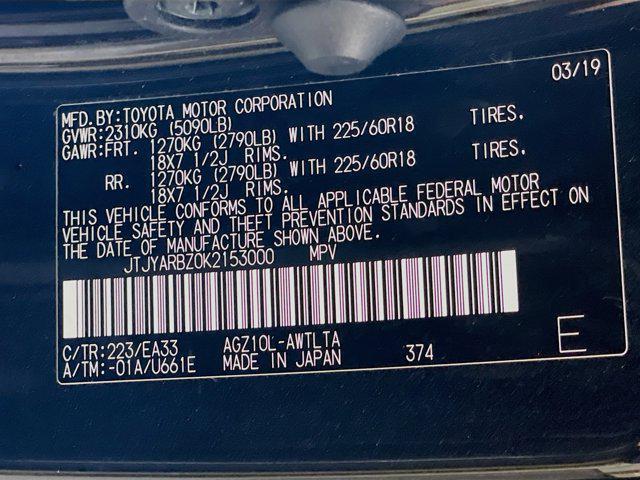 03/19
MFD.BY:TOYOTA MOTOR CORPORATION
GVWR:2310KG (5090LB)
GAWR:FRT. 1270KG (2790LB) WITH 225/60R18 TIRES.
18X7 1/2J RIMS.
RR. 1270KG (2790LB) WITH 225/60R18 TIRES.
18X7 1/2J RIMS.
THIS VEHICLE CONFORMS TO ALL APPLICABLE FEDERAL MOTOR
VEHICLE SAFETY AND THEFT PREVENTION STANDARDS IN EFFECT ON
THE DATE OF MANUFACTURE SHOWN ABOVE.
JTJYARBZ0K2153000 MPV
C/TR:223/EA33 AGZ10L-AWTLTA
A/TM:-01A/U661E MADE IN JAPAN 374 E